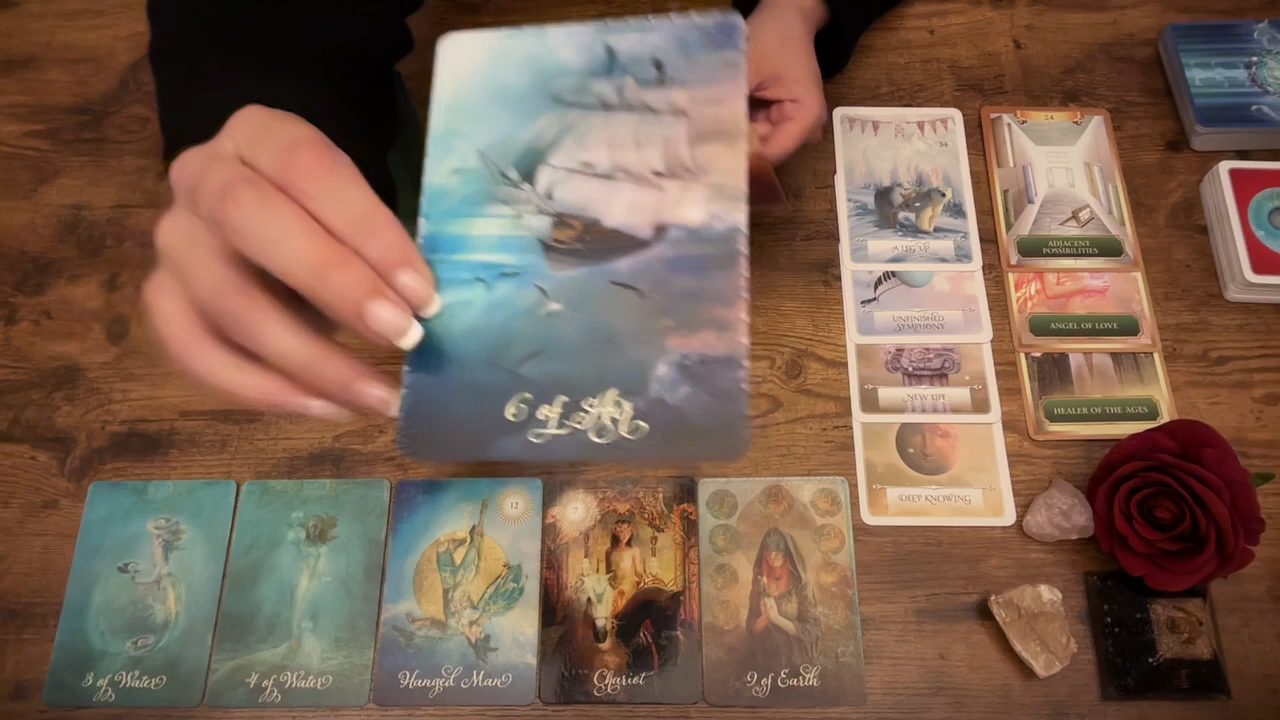 6 of
34
A LEG UP
UNFINISHED
SYMPHONY
NEW LIFE
DEEP KNOWING
24
ADJACENT
POSSIBILITIES
ANGEL OF LOVE
HEALER OF THE AGES
3 of Water
4 of Water
12
Hanged Man
7
Chariot
9 of Earth